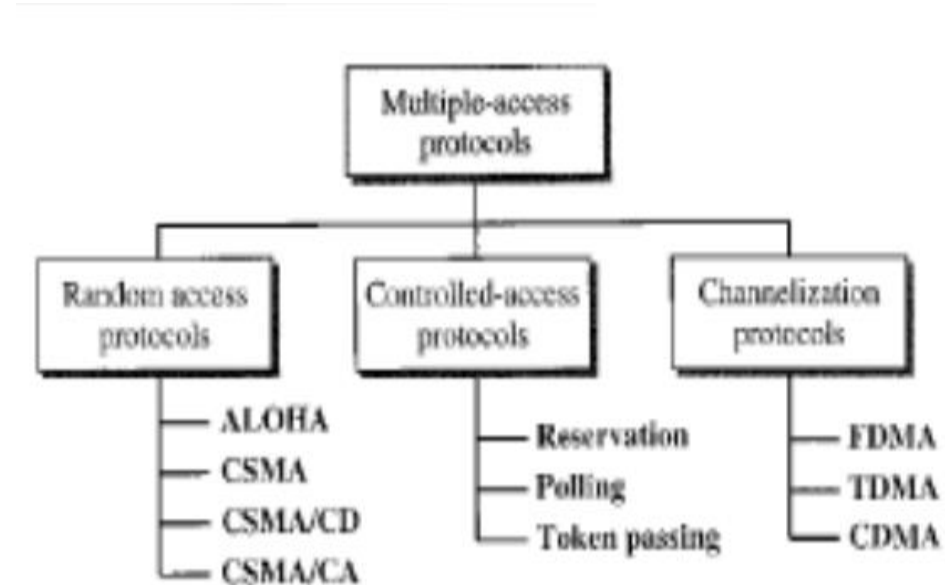 Multiple-access
protocols
Random access
protocols
Controlled-access
protocols
Channelization
protocols
ALOHA
CSMA
CSMA/CD
CSMA/CA
Reservation
Polling
Token passing
FDMA
TDMA
CDMA